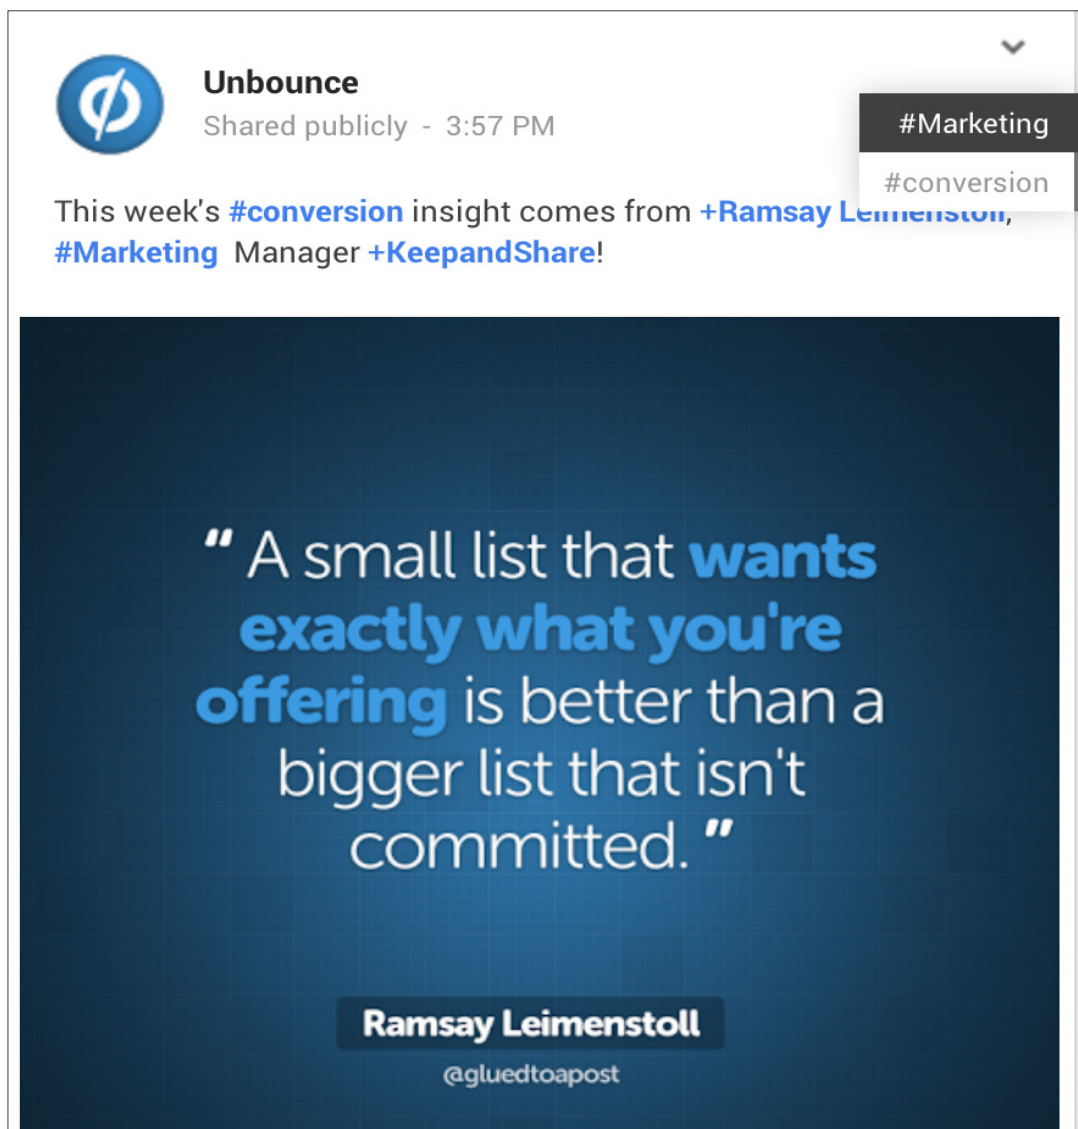 Unbounce
Shared publicly - 3:57 PM
#Marketing
#conversion
This week's #conversion insight comes from +Ramsay Leimenstoll,
#Marketing Manager +KeepandShare!
" A small list that wants
exactly what you're
offering is better than a
bigger list that isn't
committed. "
Ramsay Leimenstoll
@gluedtoapost